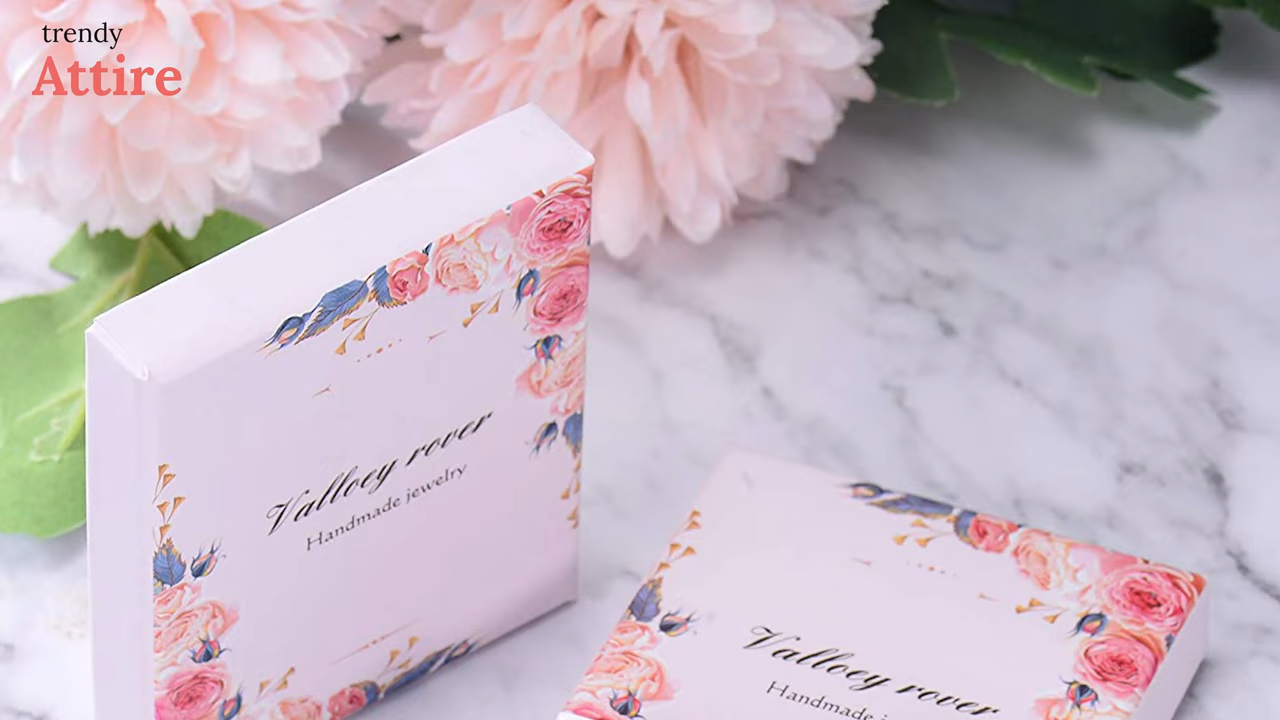 trendy
Attire
Valloey rover
Handmade jewelry
Valloey rover
Handmade